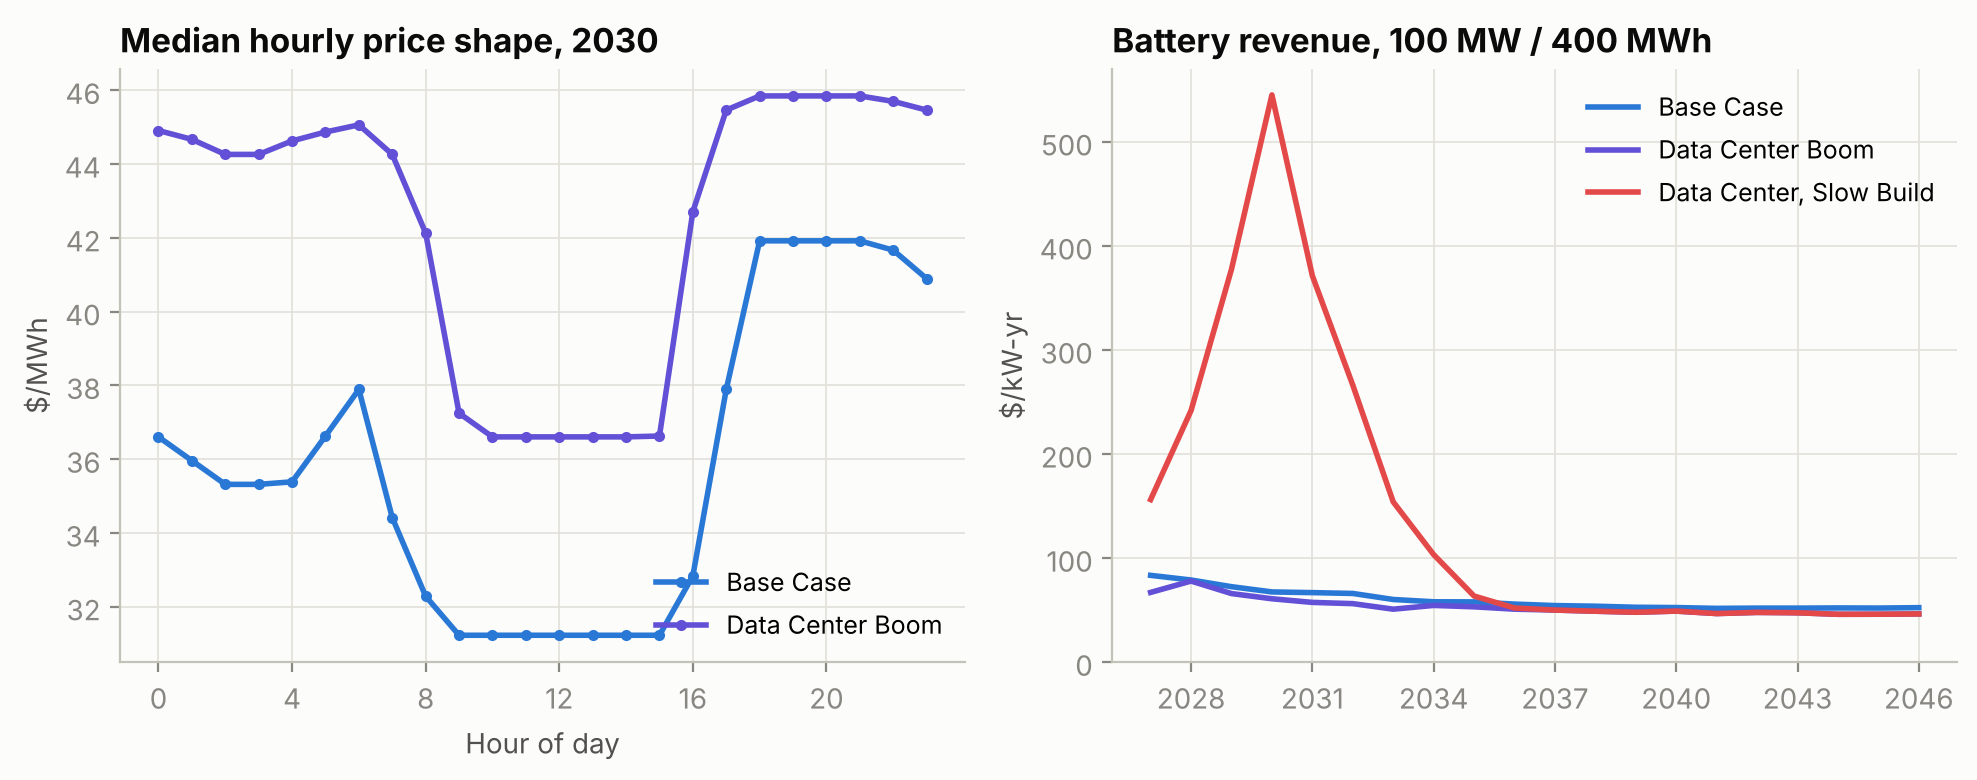 Median hourly price shape, 2030
$/MWh
46
44
42
40
38
36
34
32
0 4 8 12 16 20
Hour of day
Base Case
Data Center Boom
Battery revenue, 100 MW / 400 MWh
$/kW-yr
500
400
300
200
100
0
2028 2031 2034 2037 2040 2043 2046
Base Case
Data Center Boom
Data Center, Slow Build